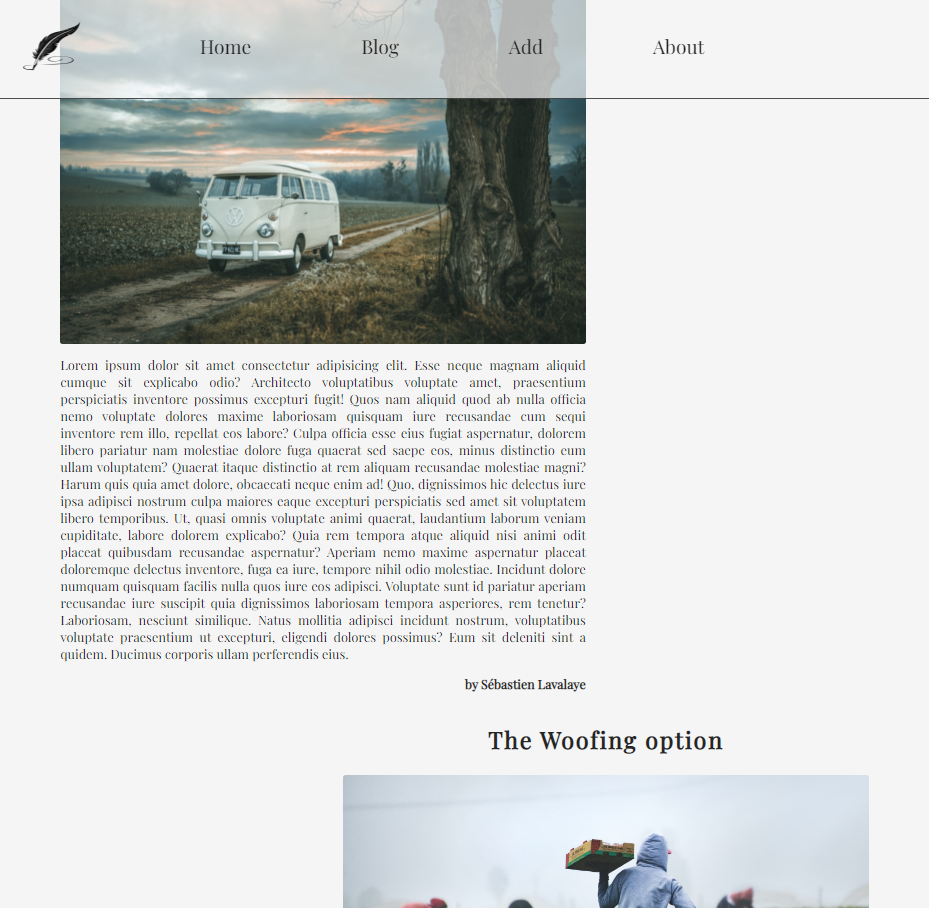 Home Blog Add About
Lorem ipsum dolor sit amet consectetur adipisicing elit. Esse neque magnam aliquid
cumque sit explicabo odio? Architecto voluptatibus voluptate amet, praesentium
perspiciatis inventore possimus excepturi fugit! Quos nam aliquid quod ab nulla officia
nemo voluptate dolores maxime laboriosam quisquam iure recusandae cum sequi
inventore rem illo, repellat eos labore? Culpa officia esse eius fugiat aspernatur, dolorem
libero pariatur nam molestiae dolore fuga quaerat sed saepe eos, minus distinctio eum
ullam voluptatem? Quaerat itaque distinctio at rem aliquam recusandae molestiae magni?
Harum quis quia amet dolore, obcaecati neque enim ad! Quo, dignissimos hic delectus iure
ipsa adipisci nostrum culpa maiores eaque excepturi perspiciatis sed amet sit voluptatem
libero temporibus. Ut, quasi omnis voluptate animi quaerat, laudantium laborum veniam
cupiditate, labore dolorem explicabo? Quia rem tempora atque aliquid nisi animi odit
placeat quibusdam recusandae aspernatur? Aperiam nemo maxime aspernatur placeat
doloremque delectus inventore, fuga ea iure, tempore nihil odio molestiae. Incidunt dolore
numquam quisquam facilis nulla quos iure eos adipisci. Voluptate sunt id pariatur aperiam
recusandae iure suscipit quia dignissimos laboriosam tempora asperiores, rem tenetur?
Laboriosam, nesciunt similique. Natus mollitia adipisci incidunt nostrum, voluptatibus
voluptate praesentium ut excepturi, eligendi dolores possimus? Eum sit deleniti sint a
quidem. Ducimus corporis ullam perferendis eius.
by Sébastien Lavalaye
The Woofing option